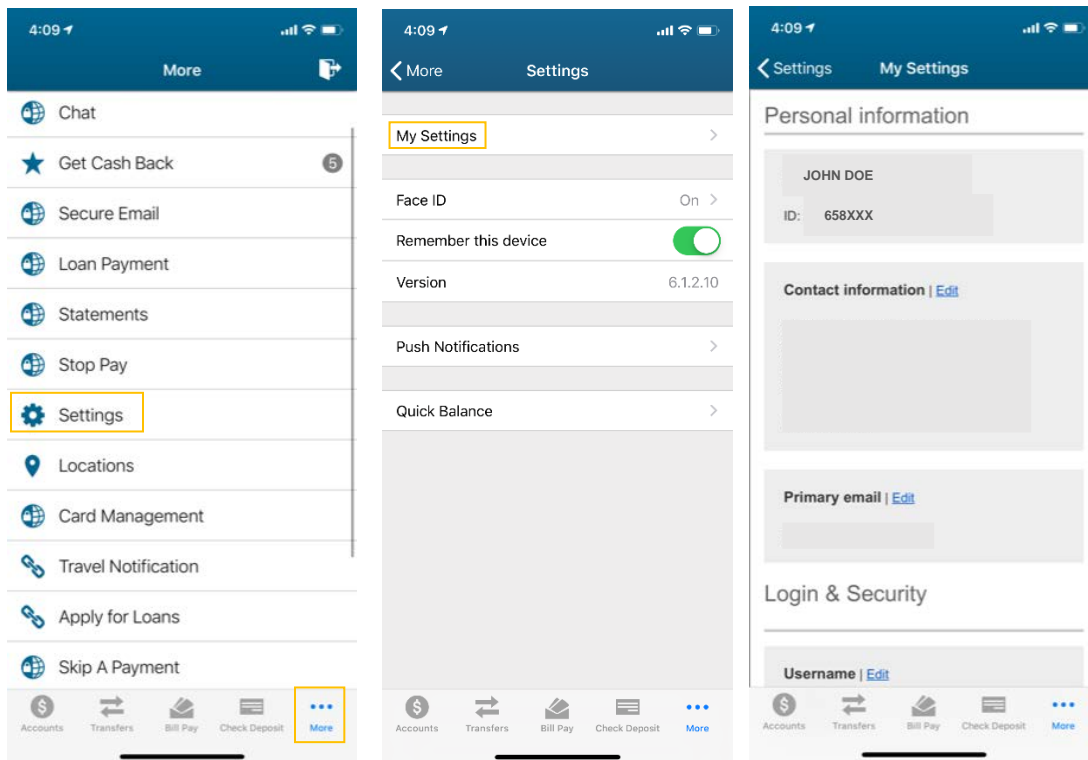 4:09
More
Chat
Get Cash Back 5
Secure Email
Loan Payment
Statements
Stop Pay
Settings
Locations
Card Management
Travel Notification
Apply for Loans
Skip A Payment
Accounts Transfers Bill Pay Check Deposit More
4:09
More Settings
My Settings
Face ID On
Remember this device
Version 6.1.2.10
Push Notifications
Quick Balance
Accounts Transfers Bill Pay Check Deposit More
4:09
Settings My Settings
Personal information
JOHN DOE
ID: 658XXX
Contact information | Edit
Primary email | Edit
Login & Security
Username | Edit
Accounts Transfers Bill Pay Check Deposit More